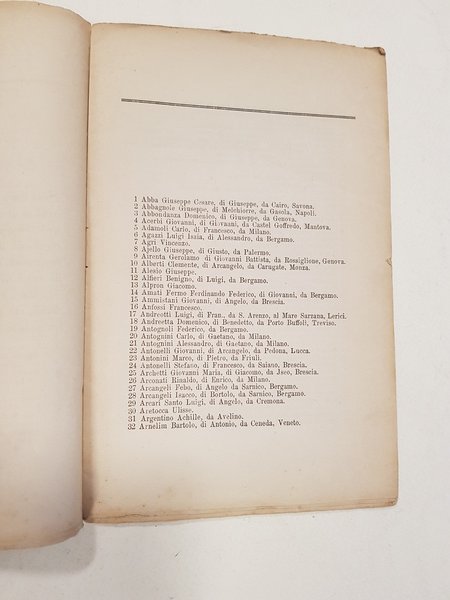 1 Abba Giuseppe Cesare, di Giuseppe, da Cairo, Savona.
2 Abbagnole Giuseppe, di Melchiorre, da Casola, Napoli.
3 Abbondanza Domenico, di Giuseppe, da Genova.
4 Acerbi Giovanni, di Giovanni, da Castel Goffredo, Mantova.
5 Adamoli Carlo, di Francesco, da Milano.
6 Agazzi Luigi Isaia, di Alessandro, da Bergamo.
7 Agri Vincenzo.
8 Ajello Giuseppe, di Giusto, da Palermo.
9 Airenta Gerolamo di Giovanni Battista, da Rossiglione, Genova.
10 Alberti Clemente, di Arcangelo, da Carugate, Monza.
11 Alesio Giuseppe.
12 Alfieri Benigno, di Luigi, da Bergamo.
13 Alpron Giacomo.
14 Amati Fermo Ferdinando Federico, di Giovanni, da Bergamo.
15 Ammistani Giovanni, di Angelo, da Brescia.
16 Anfossi Francesco.
17 Andreotti Luigi, di Fran.. da S. Arenzo, al Mare Sarzana, Lerici.
18 Andreetta Domenico, di Benedetto, da Porto Buffolè, Treviso.
19 Antognoli Federico, da Bergamo.
20 Antognini Carlo, di Gaetano, da Milano.
21 Antognini Alessandro, di Gaetano, da Milano.
22 Antonelli Giovanni, di Arcangelo, da Pedona, Lucca.
23 Antonini Marco, di Pietro, da Friuli.
24 Antonelli Stefano, di Francesco, da Saiano, Brescia.
25 Archetti Giovanni Maria, di Giacomo, da Jseo, Brescia.
26 Arconati Rinaldo, di Enrico, da Milano.
27 Arcangeli Febo, di Angelo da Sarnico, Bergamo.
28 Arcangeli Isacco, di Bortolo, da Sarnico, Bergamo.
29 Arcari Santo Luigi, di Angelo, da Cremona.
30 Aretocca Ulisse.
31 Argentino Achille, da Avelino.
32 Arnelim Bartolo, di Antonio, da Ceneda, Veneto.